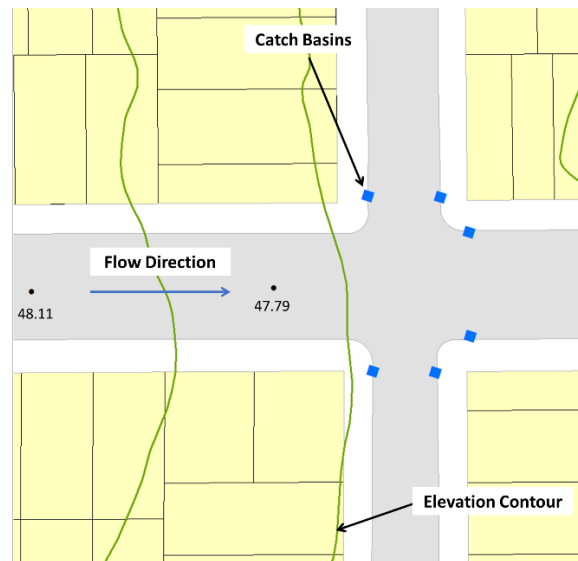 Catch Basins
Flow Direction
48.11
47.79
Elevation Contour